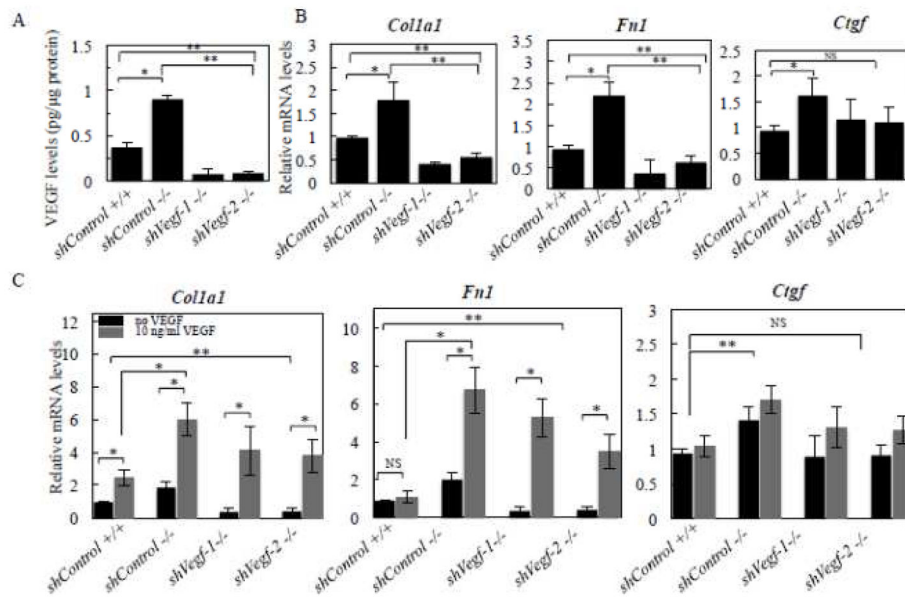 A
VEGF levels (pg/µg protein)
1.5
1
0.5
0
**
**
*
shControl +/+
shControl -/-
shVegf-1 -/-
shVegf-2 -/-
B
Col1a1
Relative mRNA levels
3
2.5
2
1.5
1
0.5
0
**
**
*
shControl +/+
shControl -/-
shVegf-1 -/-
shVegf-2 -/-
Fn1
3.5
3
2.5
2
1.5
1
0.5
0
**
**
*
shControl +/+
shControl -/-
shVegf-1 -/-
shVegf-2 -/-
Ctgf
2.5
2
1.5
1
0.5
0
NS
*
shControl +/+
shControl -/-
shVegf-1 -/-
shVegf-2 -/-
C
Col1a1
Relative mRNA levels
12
10
8
6
4
2
0
no VEGF
10 ng/ml VEGF
**
*
*
*
*
*
shControl +/+
shControl -/-
shVegf-1-/-
shVegf-2 -/-
Fn1
10
8
6
4
2
0
**
*
*
*
*
NS
shControl +/+
shControl -/-
shVegf-1-/-
shVegf-2 -/-
Ctgf
3
2.5
2
1.5
1
0.5
0
NS
**
shControl +/+
shControl -/-
shVegf-1-/-
shVegf-2 -/-